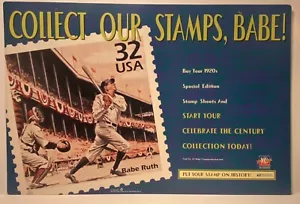 COLLECT OUR STAMPS, BABE!
32
USA
Buy Your 1920s
Special Edition
Stamp Sheets And
START YOUR
CELEBRATE THE CENTURY
COLLECTION TODAY!
Babe Ruth
PUT YOUR STAMP ON HISTORY!